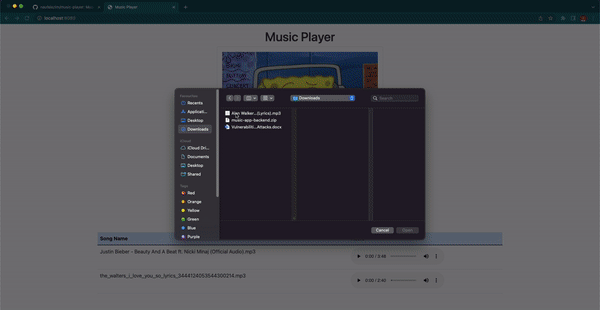 Music Player
localhost:8080
Music Player
Favourites
Recents
Applicati...
Desktop
Downloads
iCloud
iCloud Dri...
Documents
Desktop
Shared
Tags
Red
Orange
Yellow
Green
Blue
Purple
Downloads
Search
Alan Walker...(Lyrics).mp3
music-app-backend.zip
Vulnerabiliti...Attacks.docx
Cancel
Open
Song Name
Justin Bieber - Beauty And A Beat ft. Nicki Minaj (Official Audio).mp3
0:00 / 3:48
the_walters_i_love_you_so_lyrics_3444124053644300214.mp3
0:00 / 2:40